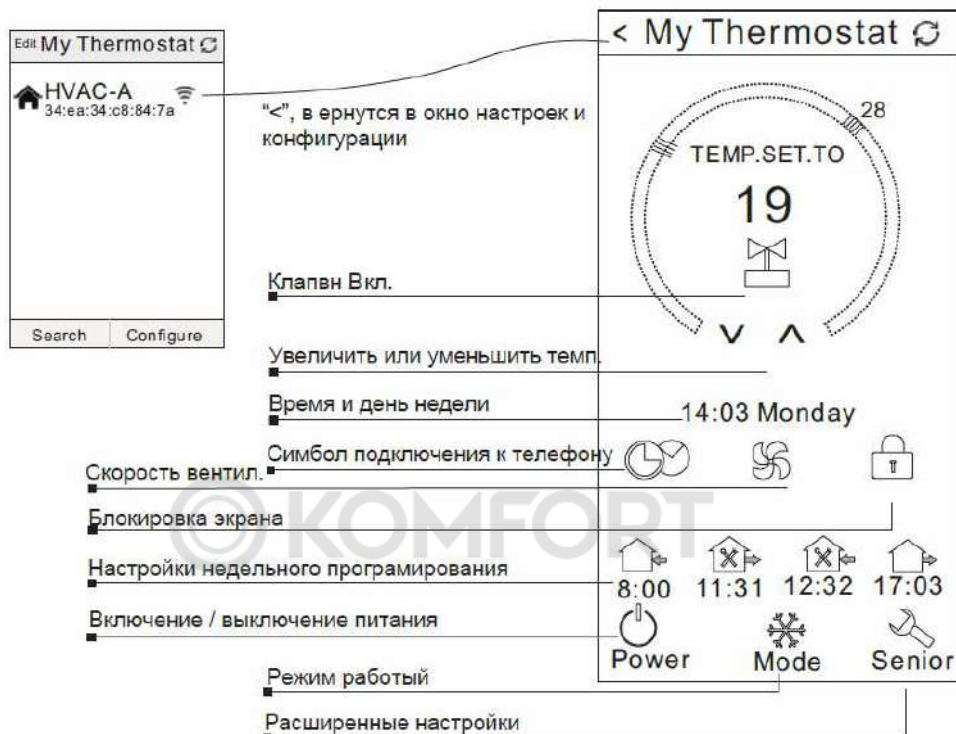 Edit My Thermostat
HVAC-A
34:ea:34:c8:84:7a
Search Configure
"<", в ернутся в окно настроек и
конфигурации
< My Thermostat
28
TEMP.SET.TO
19
Клапвн Вкл.
Увеличить или уменьшить темп.
Время и день недели
14:03 Monday
Симбол подключения к телефону
Скорость вентил.
Блокировка экрана
©KOMFORT
Настройки недельного програмирования
8:00 11:31 12:32 17:03
Включение / выключение питания
Power Mode Senior
Режим работый
Расширенные настройки